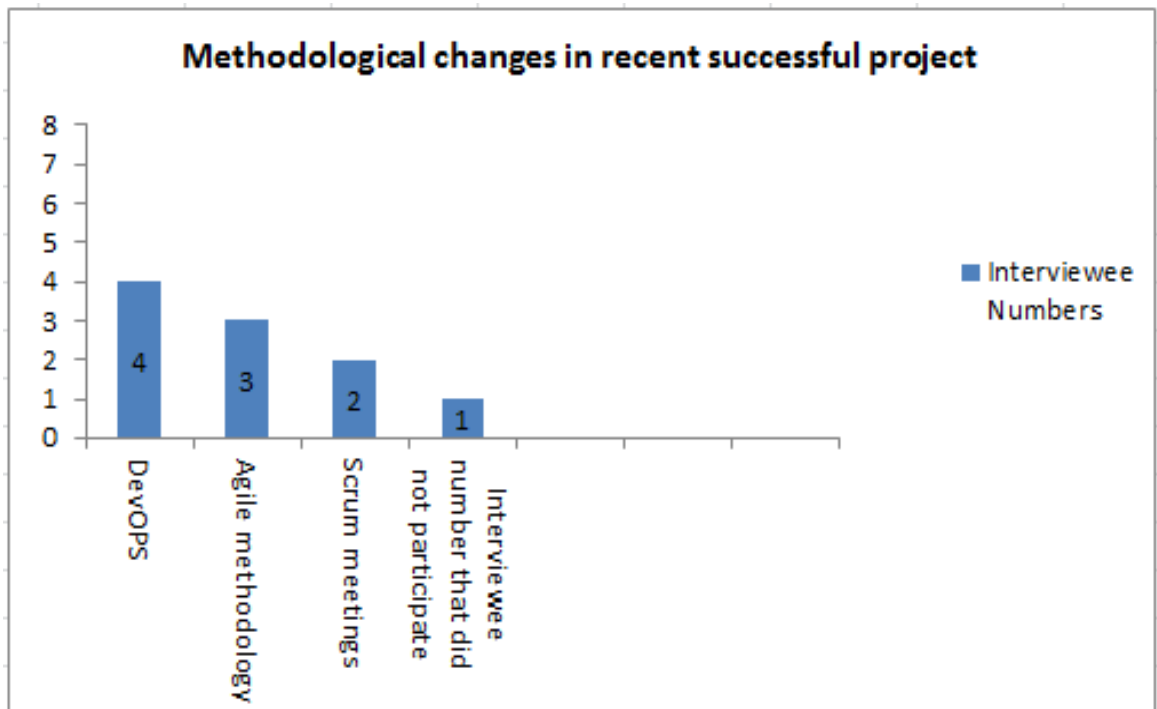 Methodological changes in recent successful project
8
7
6
5
4
3
2
1
0
4
3
2
1
DevOPS
Agile methodology
Scrum meetings
Interviewee
number that did
not participate
Interviewee
Numbers